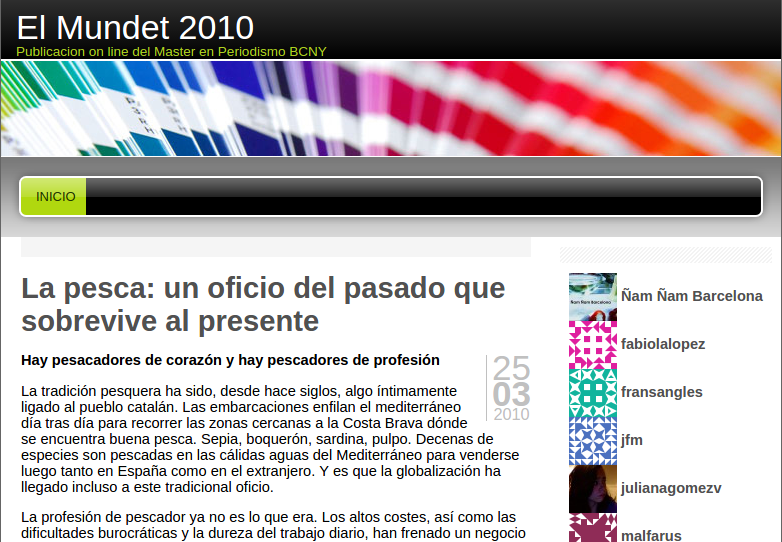 El Mundet 2010
Publicacion on line del Master en Periodismo BCNY
INICIO
La pesca: un oficio del pasado que
sobrevive al presente
Hay pesacadores de corazón y hay pescadores de profesión
25
03
2010
La tradición pesquera ha sido, desde hace siglos, algo íntimamente
ligado al pueblo catalán. Las embarcaciones enfilan el mediterráneo
día tras día para recorrer las zonas cercanas a la Costa Brava dónde
se encuentra buena pesca. Sepia, boquerón, sardina, pulpo. Decenas de
especies son pescadas en las cálidas aguas del Mediterráneo para venderse
luego tanto en España como en el extranjero. Y es que la globalización ha
llegado incluso a este tradicional oficio.
La profesión de pescador ya no es lo que era. Los altos costes, así como las
dificultades burocráticas y la dureza del trabajo diario, han frenado un negocio
Ñam Ñam Barcelona
Ñam Ñam Barcelona
fabiolalopez
fransangles
jfm
julianagomezv
malfarus